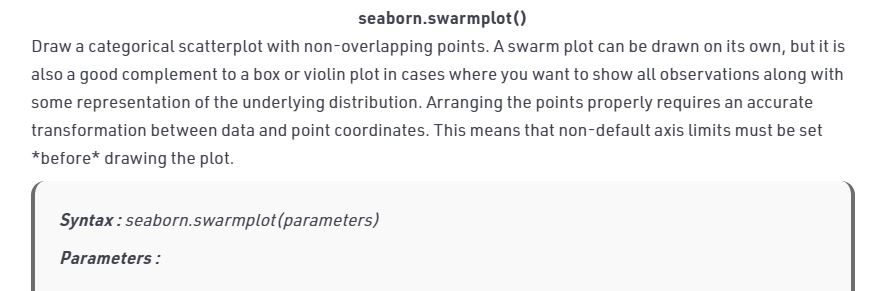 seaborn.swarmplot()
Draw a categorical scatterplot with non-overlapping points. A swarm plot can be drawn on its own, but it is
also a good complement to a box or violin plot in cases where you want to show all observations along with
some representation of the underlying distribution. Arranging the points properly requires an accurate
transformation between data and point coordinates. This means that non-default axis limits must be set
*before* drawing the plot.
Syntax : seaborn.swarmplot(parameters)
Parameters :